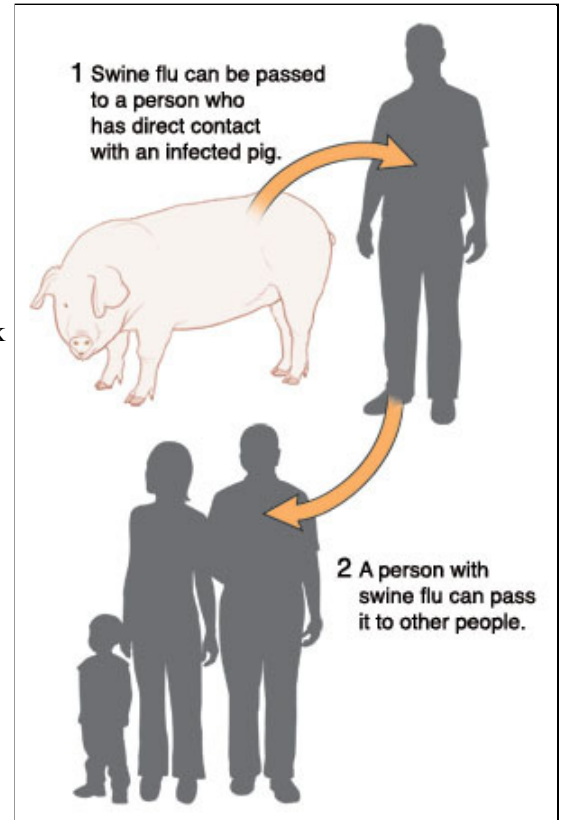 1 Swine flu can be passed
to a person who
has direct contact
with an infected pig.
k
2 A person with
swine flu can pass
it to other people.